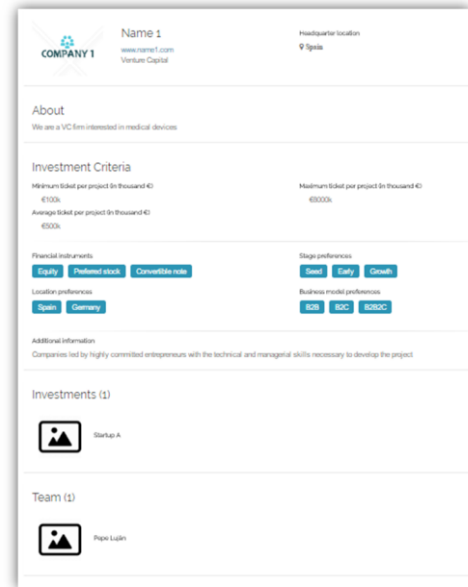 COMPANY 1
Name 1
www.name1.com
Venture Capital
Headquarter location
Spain
About
We are a VC firm interested in medical devices
Investment Criteria
Minimum ticket per project (in thousand €)
€100k
Maximum ticket per project (in thousand €)
€5000k
Average ticket per project (in thousand €)
€500k
Financial instruments
Equity Preferred stock Convertible note
Stage preferences
Seed Early Growth
Location preferences
Spain Germany
Business model preferences
B2B B2C B2B2C
Additional information
Companies led by highly committed entrepreneurs with the technical and managerial skills necessary to develop the project
Investments (1)
Startup A
Team (1)
Pepe Luján